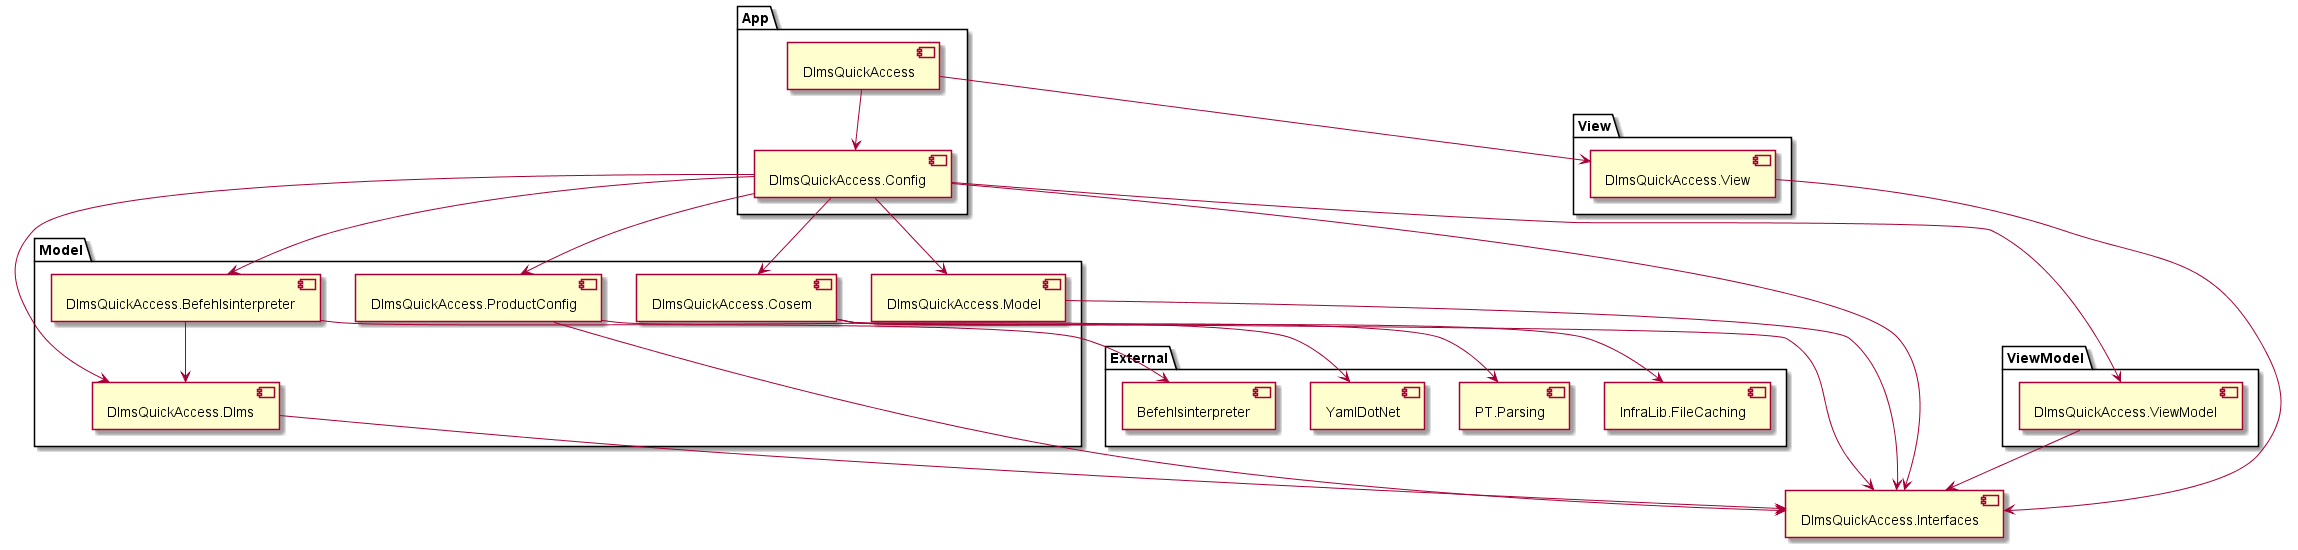 App
DlmsQuickAccess
View
DlmsQuickAccess.Config
DlmsQuickAccess.View
Model
DlmsQuickAccess.Befehlsinterpreter
DlmsQuickAccess.ProductConfig
DlmsQuickAccess.Cosem
DlmsQuickAccess.Model
External
ViewModel
DlmsQuickAccess.Dlms
Befehlsinterpreter
YamlDotNet
PT.Parsing
InfraLib.FileCaching
DlmsQuickAccess.ViewModel
DlmsQuickAccess.Interfaces